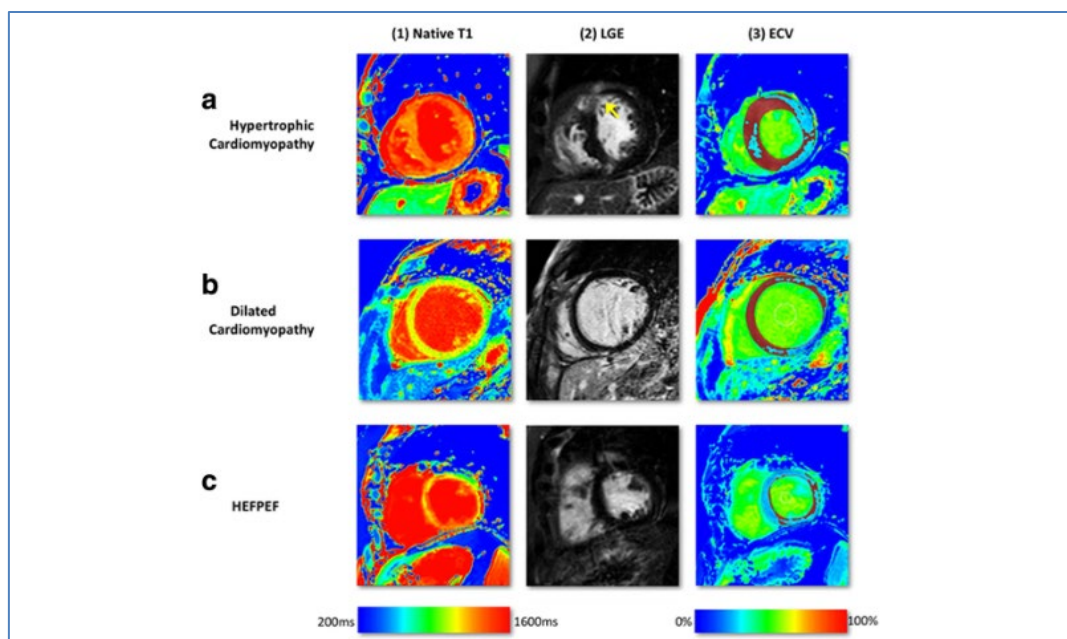 (1) Native T1 (2) LGE (3) ECV
a
Hypertrophic
Cardiomyopathy
b
Dilated
Cardiomyopathy
c
HEFPEF
200ms 1600ms 0% 100%